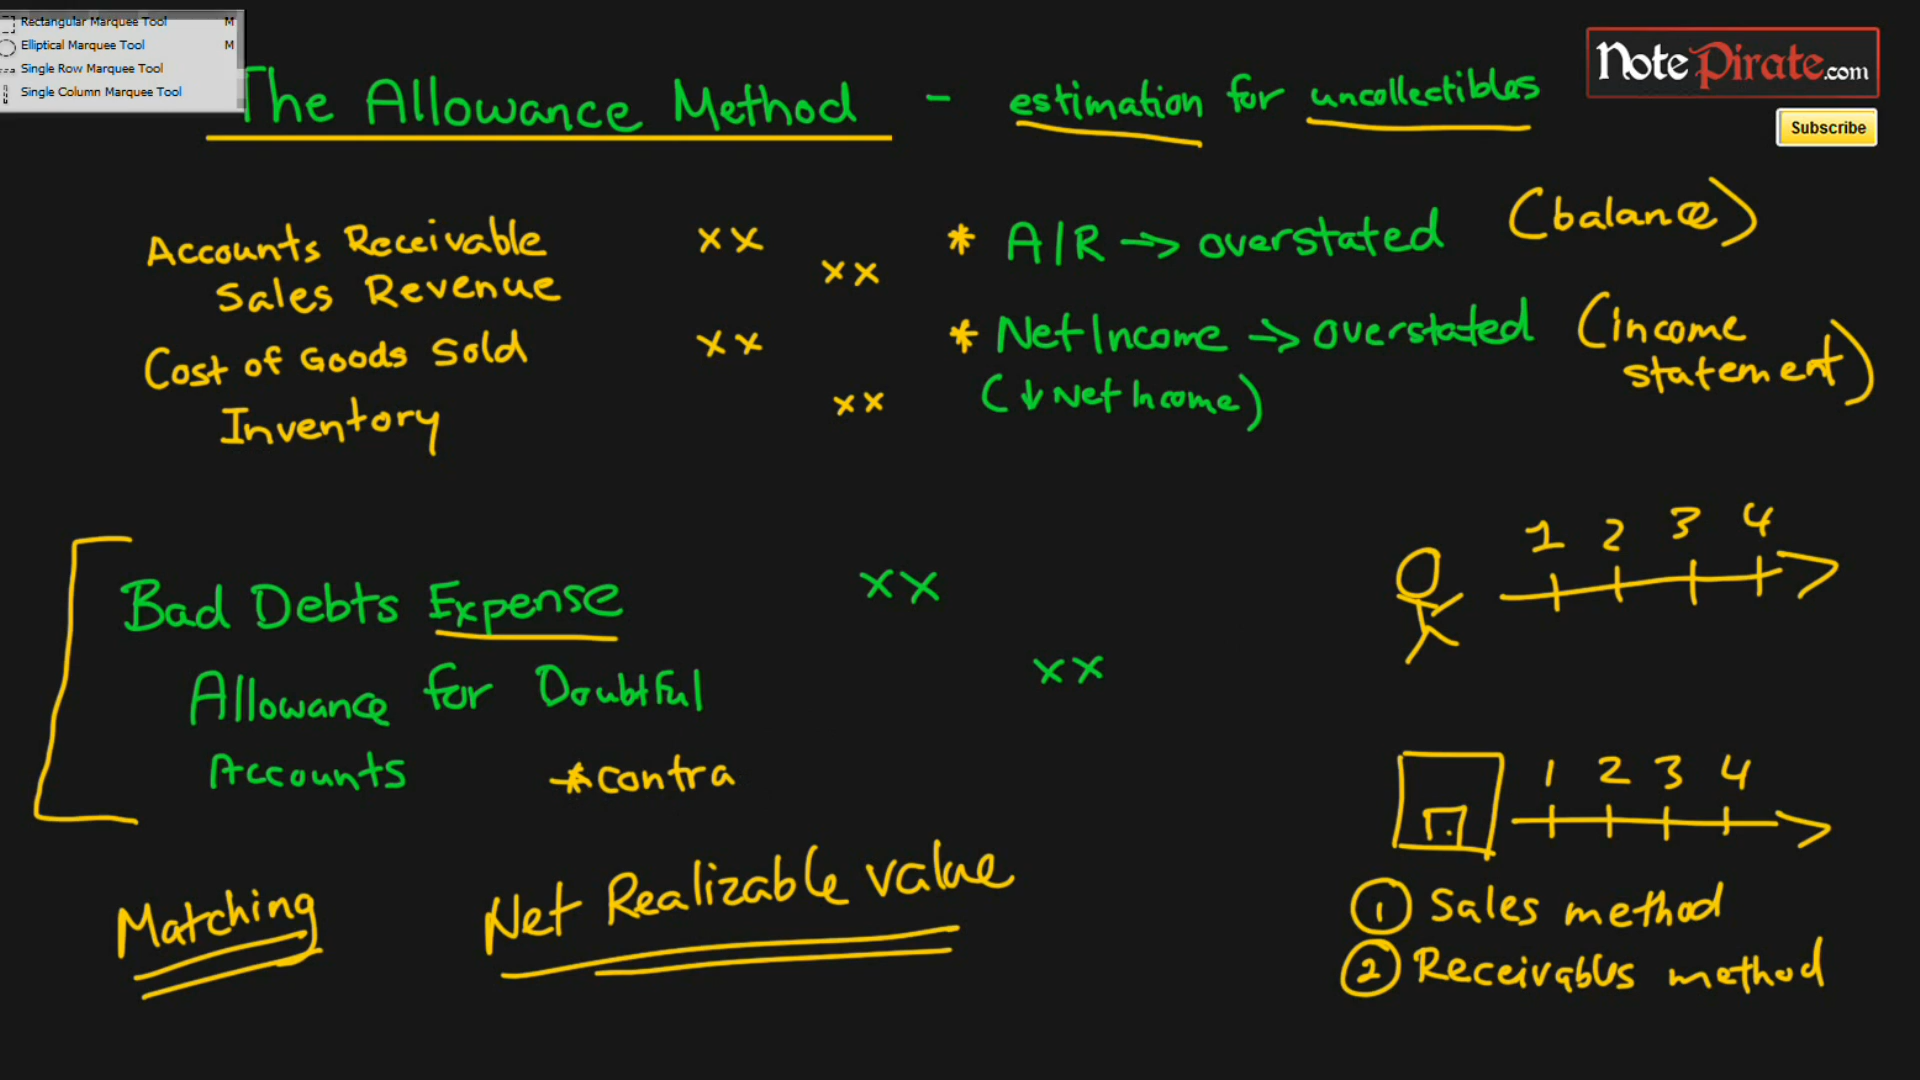 Rectangular Marquee Tool M
Elliptical Marquee Tool M
Single Row Marquee Tool
Single Column Marquee Tool
The Allowance Method - estimation for uncollectibles
NotePirate.com
Subscribe
Accounts Receivable xx
Sales Revenue xx
Cost of Goods Sold xx
Inventory xx
* A/R → overstated (balance)
* Net Income → overstated (income statement)
(↓ Net Income)
Bad Debts Expense xx
Allowance for Doubtful xx
Accounts *contra
1 2 3 4
1 2 3 4
Matching Net Realizable value
① Sales method
② Receivables method